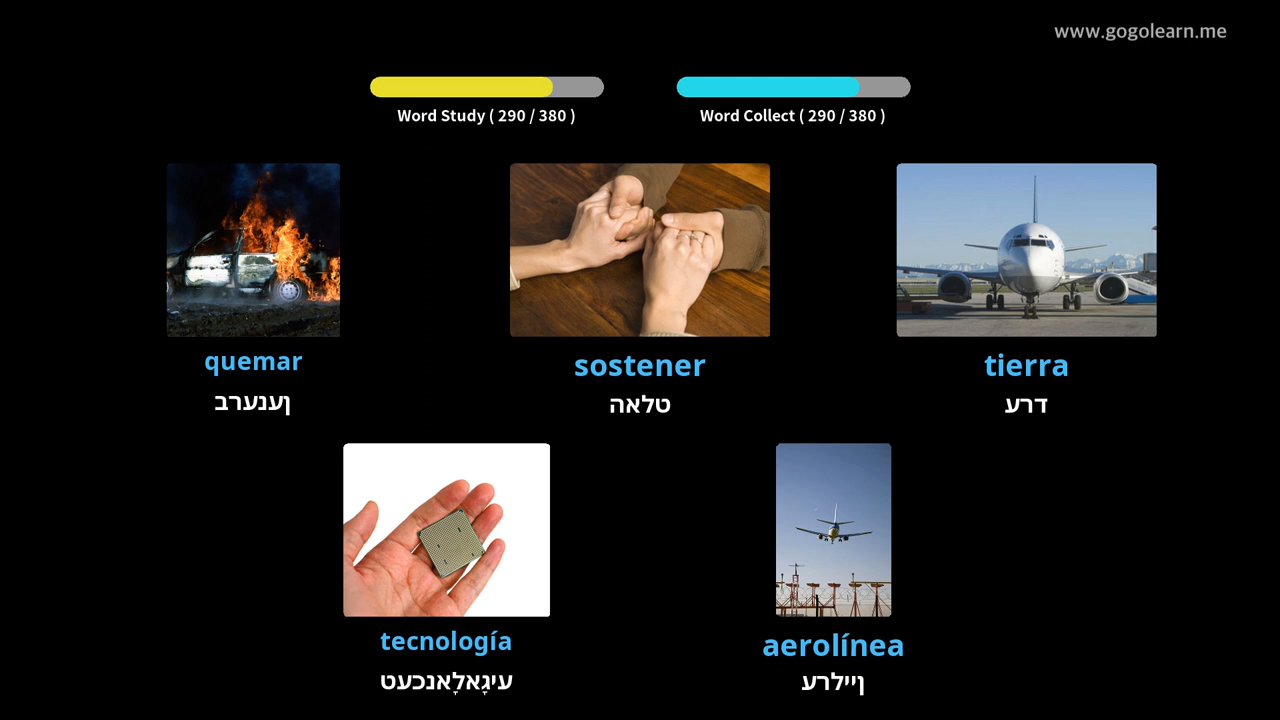 www.gogolearn.me
Word Study ( 290 / 380 )
Word Collect ( 290 / 380 )
quemar
ןענערב
sostener
טלאה
tierra
דרע
tecnología
עיגָאלָאנכעט
aerolínea
ןיילרע